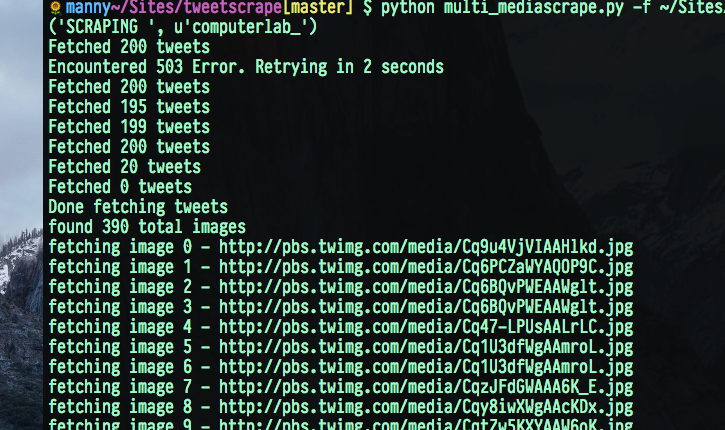 manny~/Sites/tweetscrape[master] $ python multi_mediascrape.py -f ~/Sites/
('SCRAPING ', u'computerlab_')
Fetched 200 tweets
Encountered 503 Error. Retrying in 2 seconds
Fetched 200 tweets
Fetched 195 tweets
Fetched 199 tweets
Fetched 200 tweets
Fetched 20 tweets
Fetched 0 tweets
Done fetching tweets
found 390 total images
fetching image 0 - http://pbs.twimg.com/media/Cq9u4VjVIAAHlkd.jpg
fetching image 1 - http://pbs.twimg.com/media/Cq6PCZaWYAQOP9C.jpg
fetching image 2 - http://pbs.twimg.com/media/Cq6BQvPWEAAWglt.jpg
fetching image 3 - http://pbs.twimg.com/media/Cq6BQvPWEAAWglt.jpg
fetching image 4 - http://pbs.twimg.com/media/Cq47-LPUsAALrLC.jpg
fetching image 5 - http://pbs.twimg.com/media/Cq1U3dfWgAAmroL.jpg
fetching image 6 - http://pbs.twimg.com/media/Cq1U3dfWgAAmroL.jpg
fetching image 7 - http://pbs.twimg.com/media/CqzJFdGWAAA6K_E.jpg
fetching image 8 - http://pbs.twimg.com/media/Cqy8iwXWgAAcKDx.jpg
fetching image 9 - http://pbs.twimg.com/media/CqtZw5KXYAAW6oK.jpg